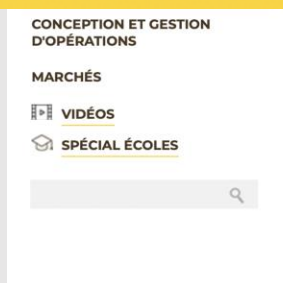 CONCEPTION ET GESTION
D'OPÉRATIONS
MARCHÉS
VIDÉOS
SPÉCIAL ÉCOLES